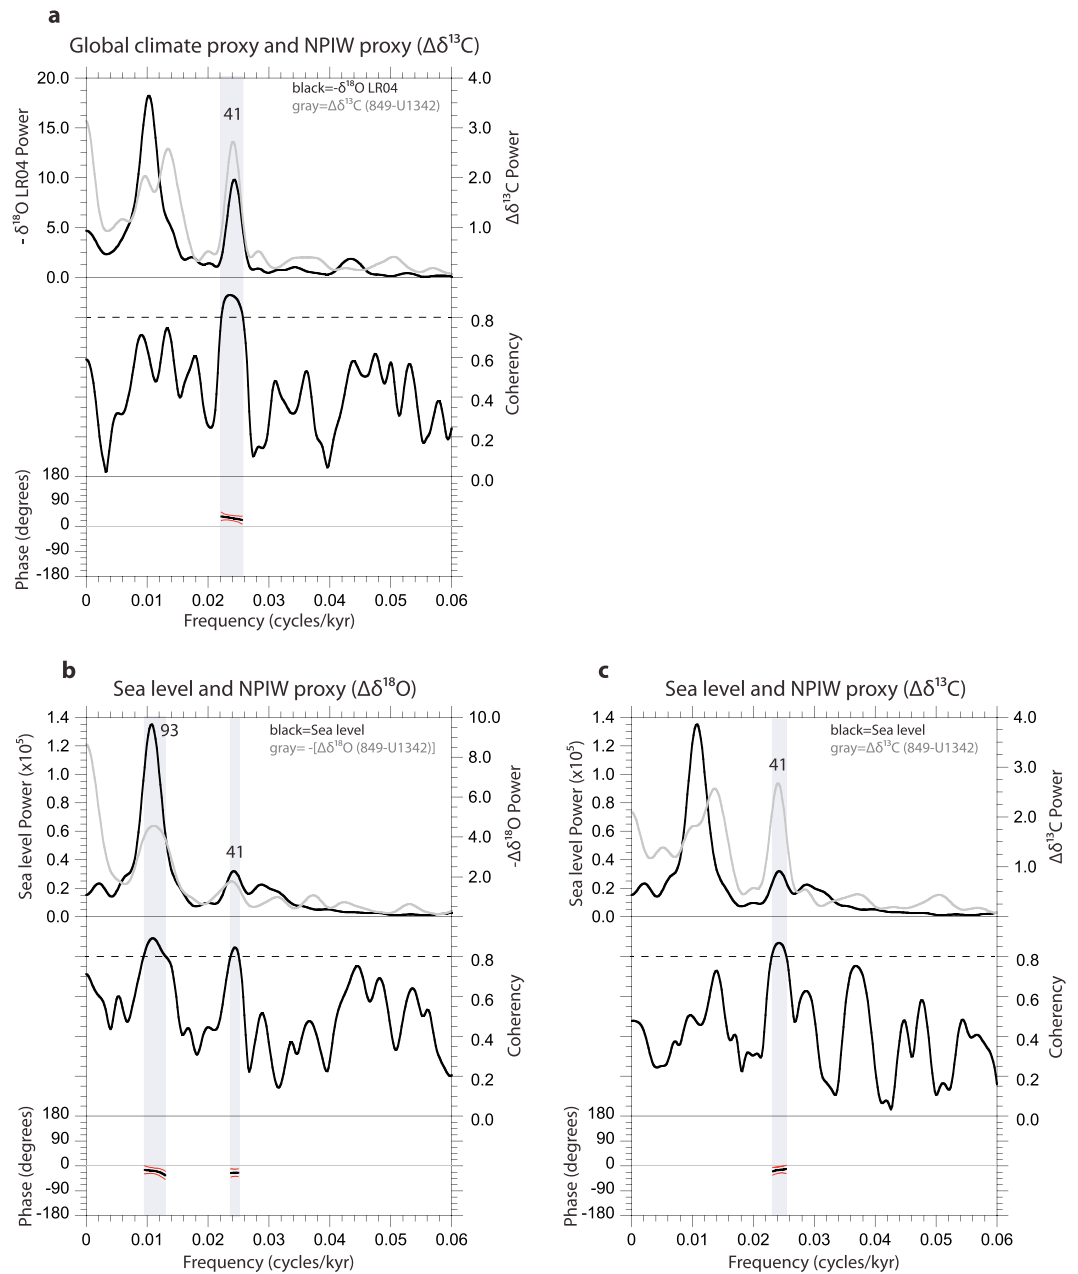 a
Global climate proxy and NPIW proxy (Δδ¹³C)
20.0
15.0
10.0
5.0
0.0
- δ¹⁸O LR04 Power
4.0
3.0
2.0
1.0
Δδ¹³C Power
black=-δ¹⁸O LR04
gray=Δδ¹³C (849-U1342)
41
0.8
0.6
0.4
0.2
0.0
Coherency
180
90
0
-90
-180
Phase (degrees)
0 0.01 0.02 0.03 0.04 0.05 0.06
Frequency (cycles/kyr)
b
Sea level and NPIW proxy (Δδ¹⁸O)
1.4
1.2
1.0
0.8
0.6
0.4
0.2
0.0
Sea level Power (x10⁵)
10.0
8.0
6.0
4.0
2.0
-Δδ¹⁸O Power
black=Sea level
gray= -[Δδ¹⁸O (849-U1342)]
93
41
0.8
0.6
0.4
0.2
0.0
Coherency
180
90
0
-90
-180
Phase (degrees)
0 0.01 0.02 0.03 0.04 0.05 0.06
Frequency (cycles/kyr)
c
Sea level and NPIW proxy (Δδ¹³C)
1.4
1.2
1.0
0.8
0.6
0.4
0.2
0.0
Sea level Power (x10⁵)
4.0
3.0
2.0
1.0
Δδ¹³C Power
black=Sea level
gray=Δδ¹³C (849-U1342)
41
0.8
0.6
0.4
0.2
0.0
Coherency
180
90
0
-90
-180
Phase (degrees)
0 0.01 0.02 0.03 0.04 0.05 0.06
Frequency (cycles/kyr)